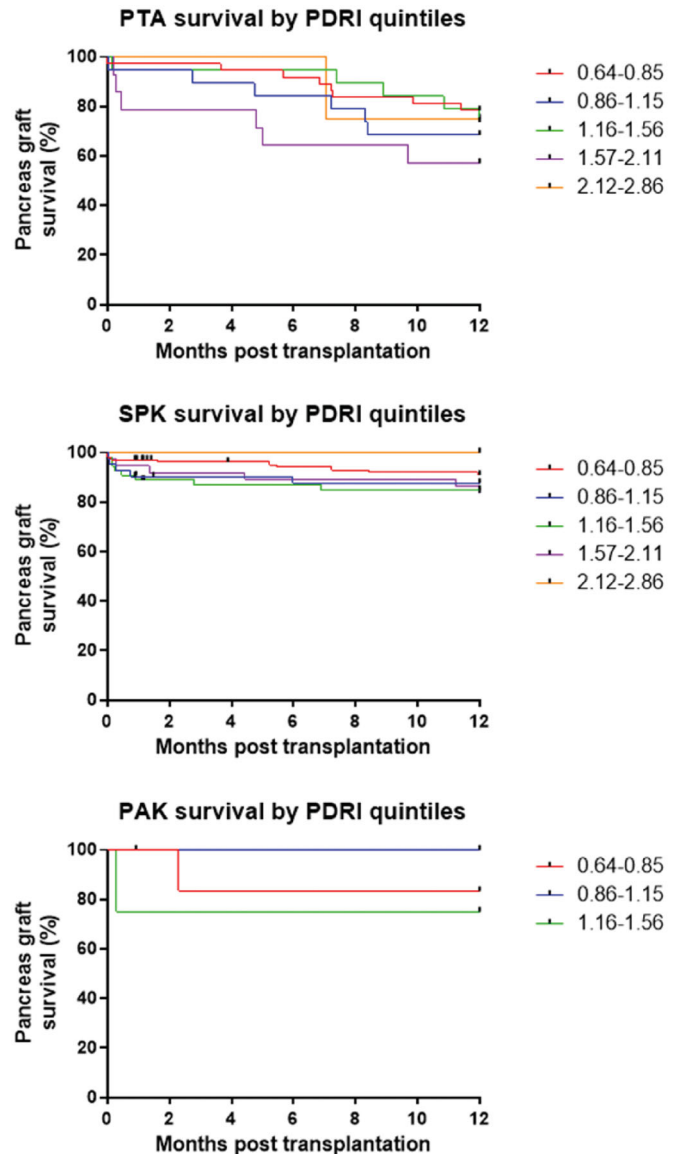 PTA survival by PDRI quintiles
Pancreas graft
survival (%)
100
80
60
40
20
0
0 2 4 6 8 10 12
Months post transplantation
0.64-0.85
0.86-1.15
1.16-1.56
1.57-2.11
2.12-2.86
SPK survival by PDRI quintiles
Pancreas graft
survival (%)
100
80
60
40
20
0
0 2 4 6 8 10 12
Months post transplantation
0.64-0.85
0.86-1.15
1.16-1.56
1.57-2.11
2.12-2.86
PAK survival by PDRI quintiles
Pancreas graft
survival (%)
100
80
60
40
20
0
0 2 4 6 8 10 12
Months post transplantation
0.64-0.85
0.86-1.15
1.16-1.56